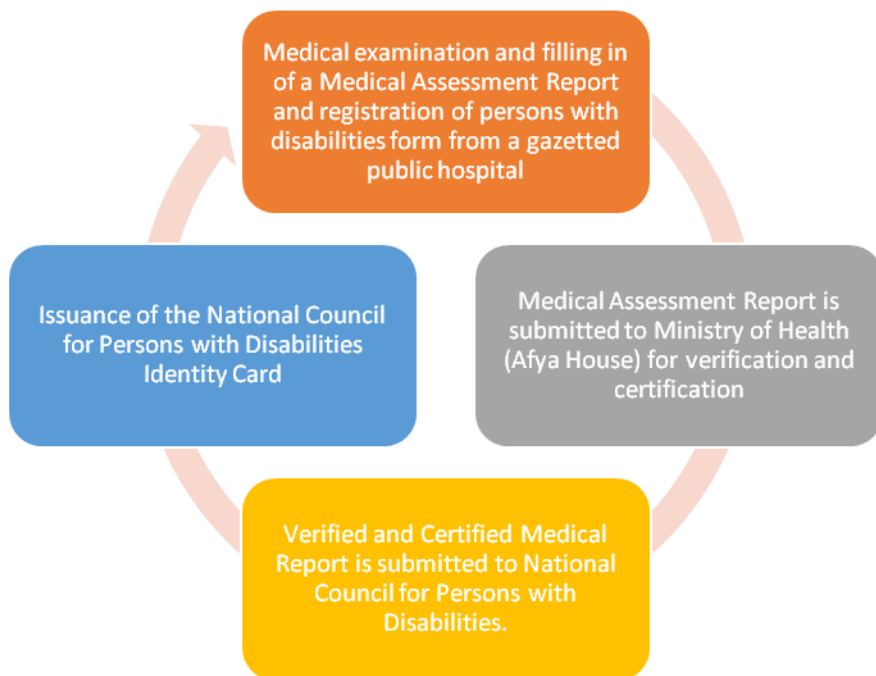 Medical examination and filling in
of a Medical Assessment Report
and registration of persons with
disabilities form from a gazetted
public hospital
Medical Assessment Report is
submitted to Ministry of Health
(Afya House) for verification and
certification
Verified and Certified Medical
Report is submitted to National
Council for Persons with
Disabilities.
Issuance of the National Council
for Persons with Disabilities
Identity Card